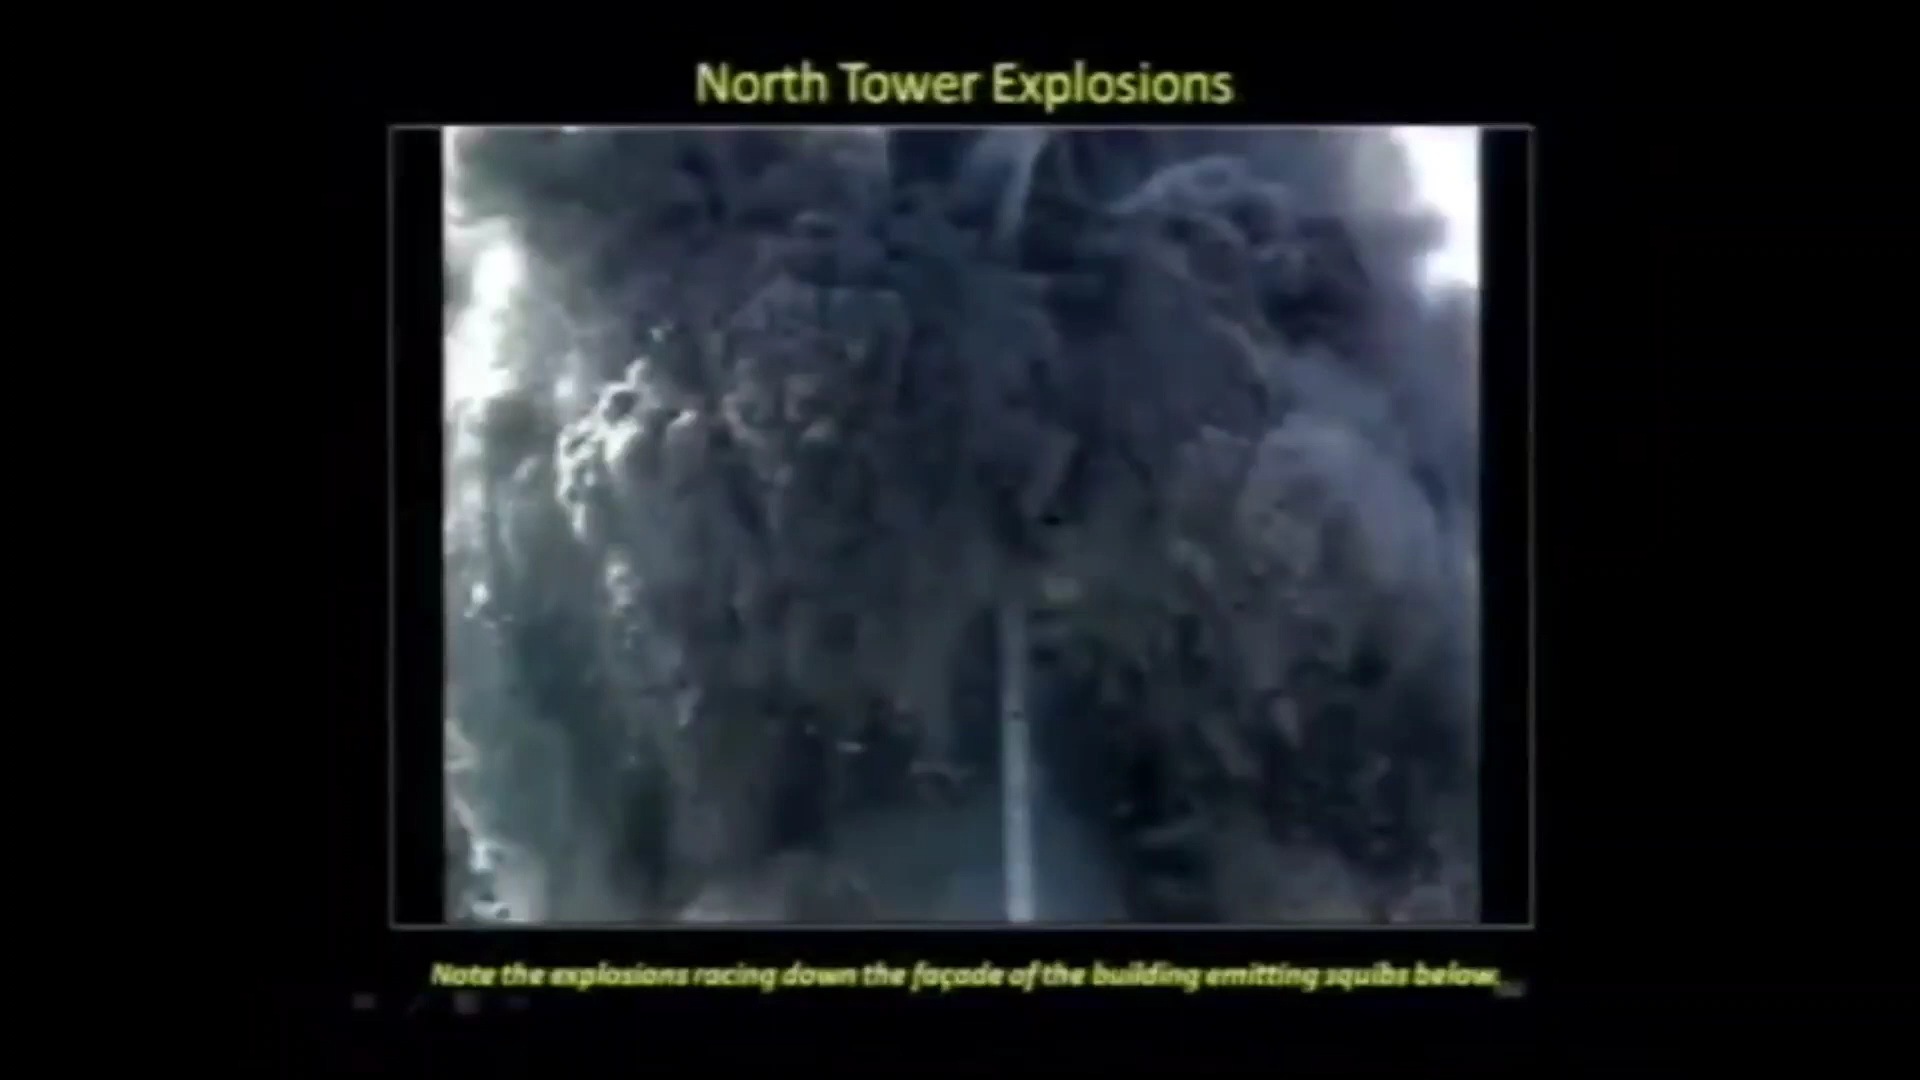 North Tower Explosions
Note the explosions racing down the façade of the building emitting squibs below.